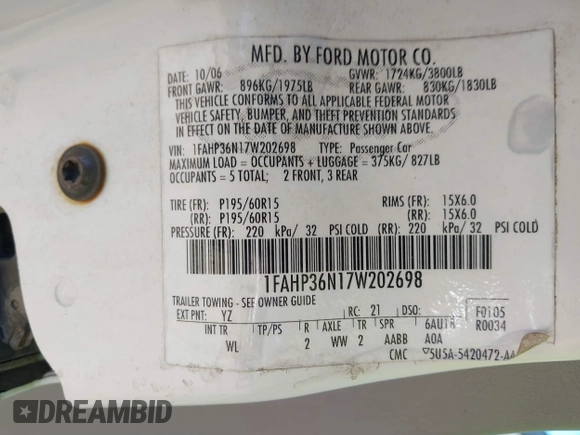 MFD. BY FORD MOTOR CO.
DATE: 10/06 GVWR: 1724KG/3800LB
FRONT GAWR: 896KG/1975LB REAR GAWR: 830KG/1830LB
THIS VEHICLE CONFORMS TO ALL APPLICABLE FEDERAL MOTOR
VEHICLE SAFETY, BUMPER, AND THEFT PREVENTION STANDARDS
IN EFFECT ON THE DATE OF MANUFACTURE SHOWN ABOVE.
VIN: 1FAHP36N17W202698 TYPE: Passenger Car
MAXIMUM LOAD = OCCUPANTS + LUGGAGE = 375KG/ 827LB
OCCUPANTS = 5 TOTAL; 2 FRONT, 3 REAR
TIRE (FR): P195/60R15 RIMS (FR): 15X6.0
(RR): P195/60R15 (RR): 15X6.0
PRESSURE (FR): 220 kPa/ 32 PSI COLD (RR): 220 kPa/ 32 PSI COLD
1FAHP36N17W202698
TRAILER TOWING - SEE OWNER GUIDE
EXT PNT: YZ RC: 21 DSO: F0105
R0034
INT TR TP/PS R AXLE TR SPR 6AUTR
WL 2 WW 2 AABB A0A
CMC 5U5A-5420472-AA
DREAMBID